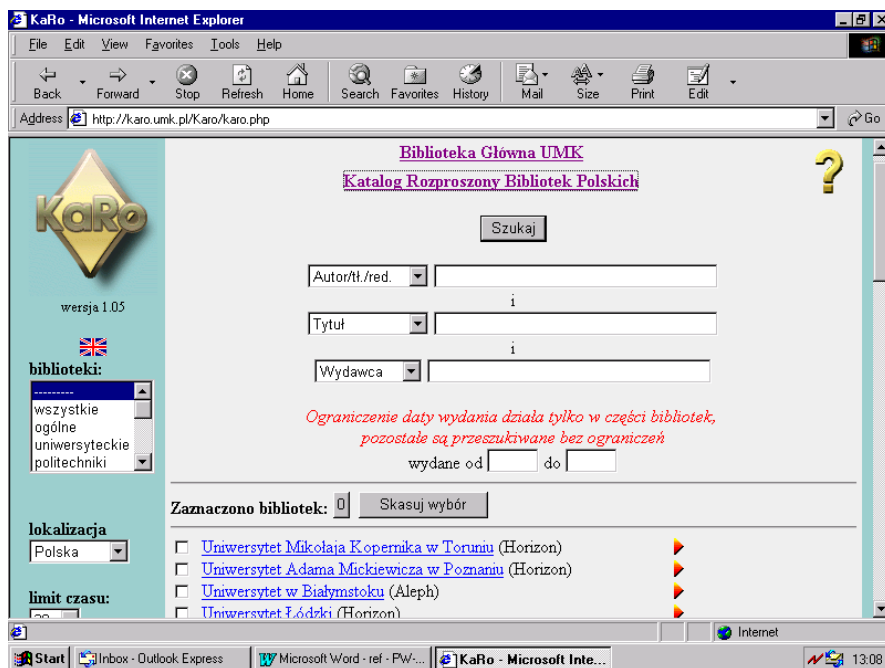 KaRo - Microsoft Internet Explorer
File Edit View Favorites Tools Help
Back Forward Stop Refresh Home Search Favorites History Mail Size Print Edit
Address http://karo.umk.pl/Karo/karo.php Go
KaRo
wersja 1.05
biblioteki:
---------
wszystkie
ogólne
uniwersyteckie
politechniki
lokalizacja
Polska
limit czasu:
Biblioteka Główna UMK
Katalog Rozproszony Bibliotek Polskich
?
Szukaj
Autor/tł./red.
i
Tytuł
i
Wydawca
Ograniczenie daty wydania działa tylko w części bibliotek,
pozostałe są przeszukiwane bez ograniczeń
wydane od do
Zaznaczono bibliotek: 0 Skasuj wybór
Uniwersytet Mikołaja Kopernika w Toruniu (Horizon)
Uniwersytet Adama Mickiewicza w Poznaniu (Horizon)
Uniwersytet w Białymstoku (Aleph)
Uniwersytet Łódzki (Horizon)
Internet
Start Inbox - Outlook Express Microsoft Word - ref - PW-... KaRo - Microsoft Inte... 13:08